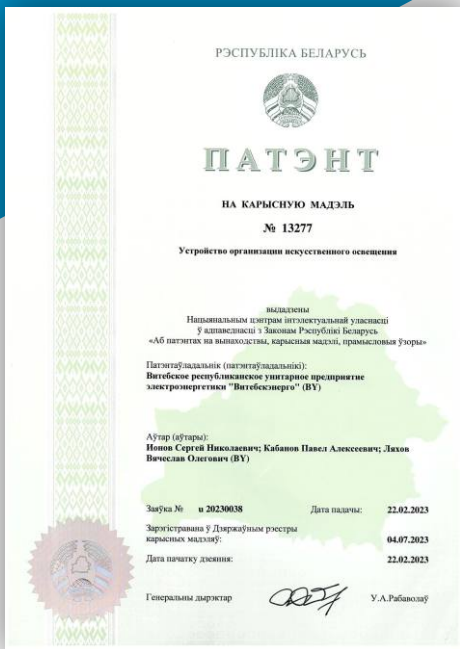 РЭСПУБЛІКА БЕЛАРУСЬ
ПАТЭНТ
НА КАРЫСНУЮ МАДЭЛЬ
№ 13277
Устройство организации искусственного освещения
выдадзены
Нацыянальным цэнтрам інтэлектуальнай уласнасці
ў адпаведнасці з Законам Рэспублікі Беларусь
«Аб патэнтах на вынаходствы, карысныя мадэлі, прамысловыя ўзоры»
Патэнтаўладальнік (патэнтаўладальнікі):
Витебское республиканское унитарное предприятие
электроэнергетики "Витебскэнерго" (BY)
Аўтар (аўтары):
Ионов Сергей Николаевич; Кабанов Павел Алексеевич; Ляхов
Вячеслав Олегович (BY)
Заяўка № u 20230038 Дата падачы: 22.02.2023
Зарэгістравана ў Дзяржаўным рэестры
карысных мадэляў: 04.07.2023
Дата пачатку дзеяння: 22.02.2023
Генеральны дырэктар У.А.Рабаволаў